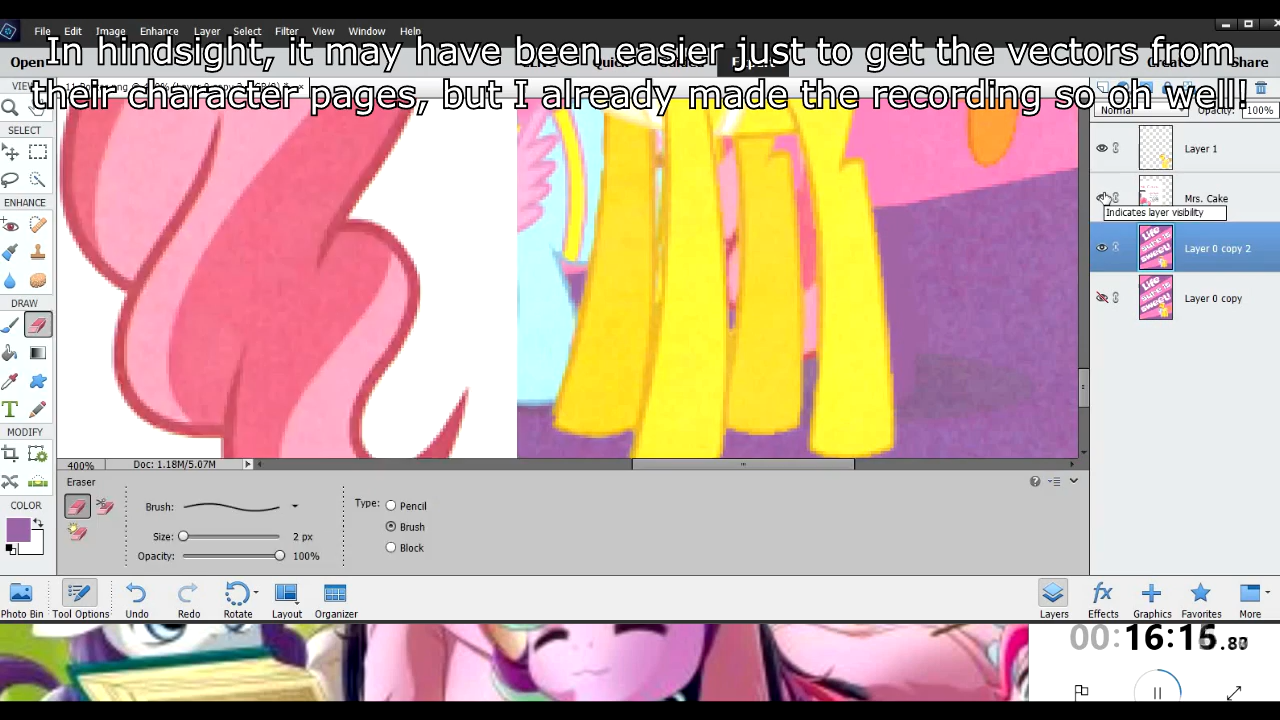 File Edit Image Enhance Layer Select Filter View Window Help
In hindsight, it may have been easier just to get the vectors from
their character pages, but I already made the recording so oh well!
Open
Quick
Expert
Share
Normal
Opacity: 100%
SELECT
Layer 1
Mrs. Cake
Indicates layer visibility
ENHANCE
Layer 0 copy 2
Layer 0 copy
DRAW
MODIFY
400% Doc: 1.18M/5.07M
Eraser
COLOR
Brush:
Size: 2 px
Opacity: 100%
Type: Pencil
Brush
Block
Photo Bin Tool Options Undo Redo Rotate Layout Organizer
Layers Effects Graphics Favorites More
00:16:15.80